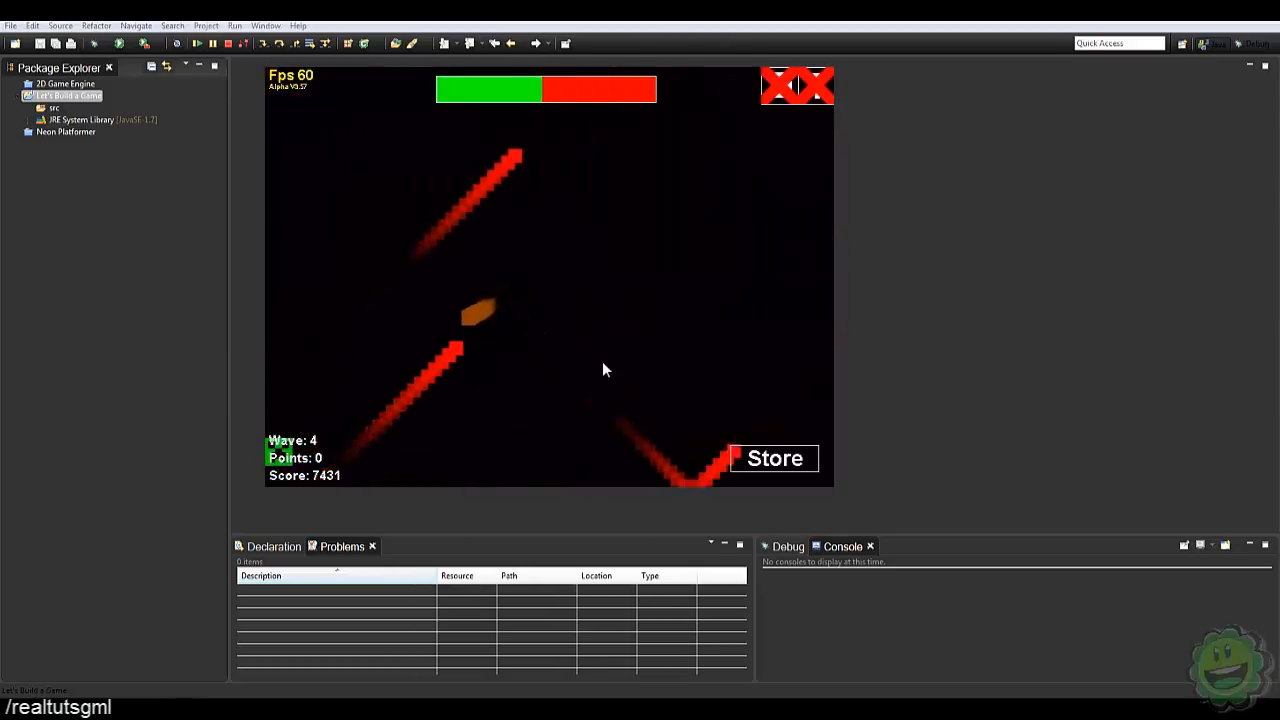 File Edit Source Refactor Navigate Search Project Run Window Help
Quick Access
Debug
Package Explorer
2D Game Engine
Let's Build a Game
src
JRE System Library [JavaSE-1.7]
Neon Platformer
Fps 60
Alpha V3.57
Wave: 4
Points: 0
Score: 7431
Store
Declaration Problems
0 items
Description Resource Path Location Type
Debug Console
No consoles to display at this time.
Let's Build a Game
/realtutsgml